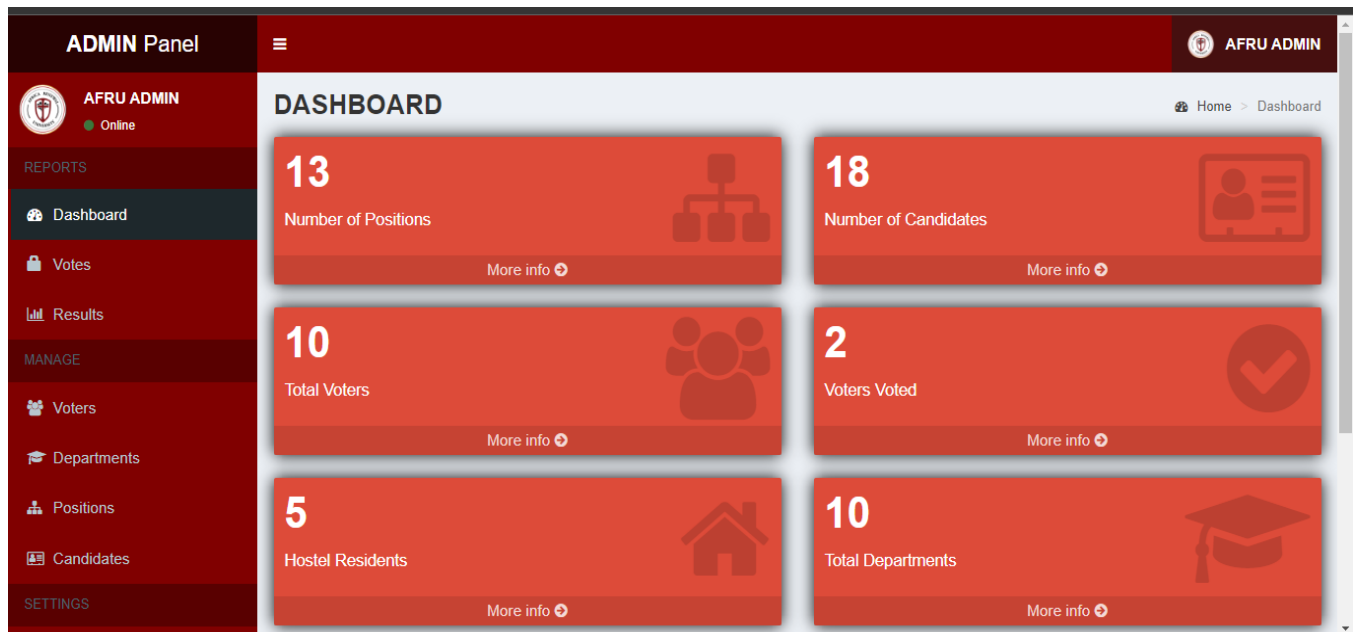 ADMIN Panel
AFRU ADMIN
AFRU ADMIN
Online
DASHBOARD
Home > Dashboard
REPORTS
Dashboard
Votes
Results
MANAGE
Voters
Departments
Positions
Candidates
SETTINGS
13
Number of Positions
More info
18
Number of Candidates
More info
10
Total Voters
More info
2
Voters Voted
More info
5
Hostel Residents
More info
10
Total Departments
More info